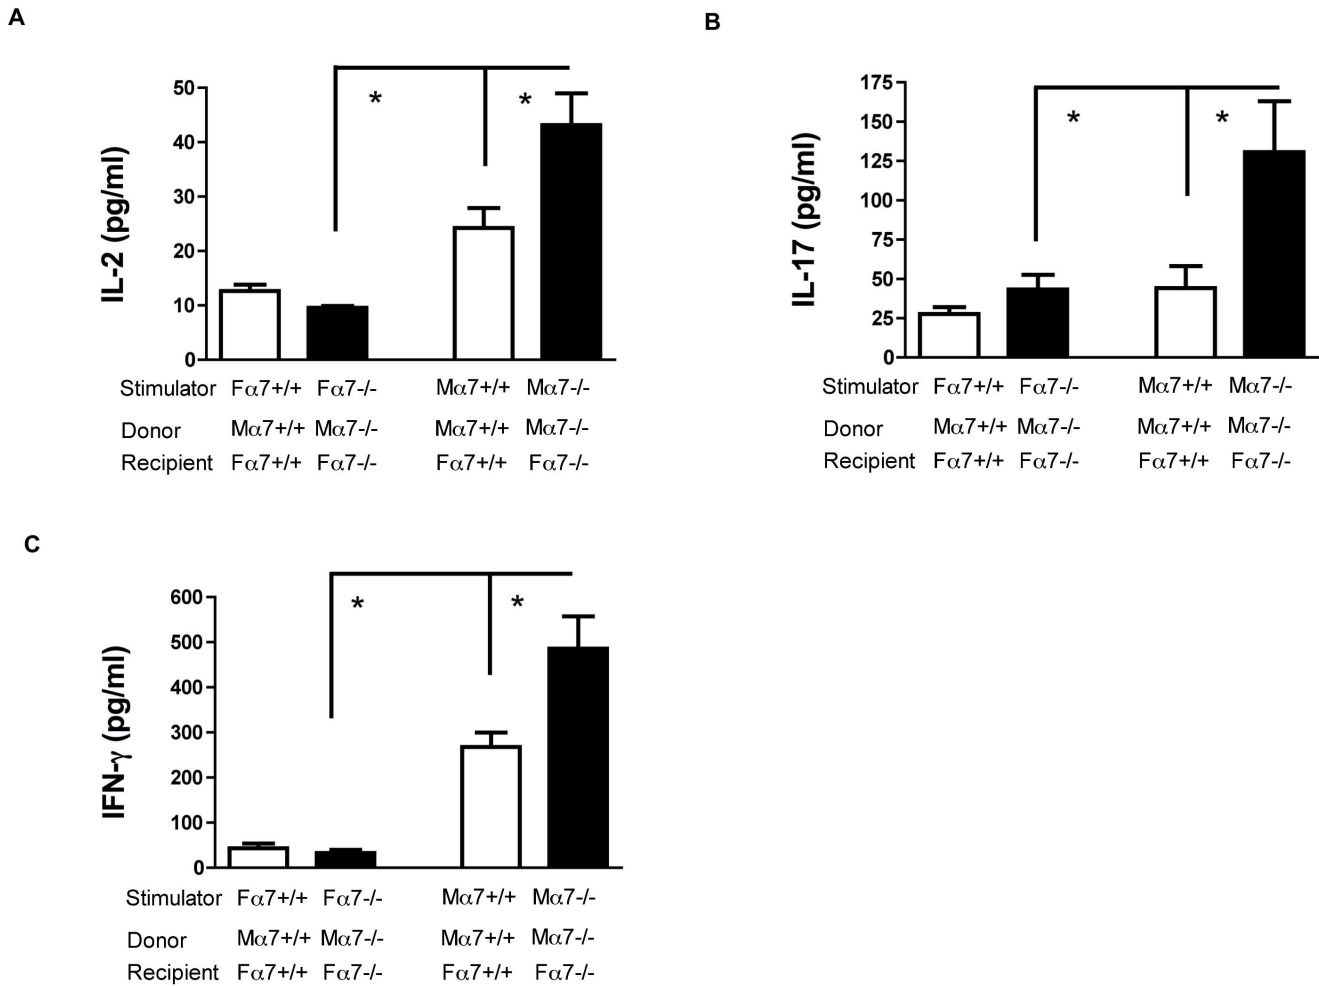 A
IL-2 (pg/ml)
50
40
30
20
10
0
* *
Stimulator Fα7+/+ Fα7-/- Mα7+/+ Mα7-/-
Donor Mα7+/+ Mα7-/- Mα7+/+ Mα7-/-
Recipient Fα7+/+ Fα7-/- Fα7+/+ Fα7-/-
B
IL-17 (pg/ml)
175
150
125
100
75
50
25
0
* *
Stimulator Fα7+/+ Fα7-/- Mα7+/+ Mα7-/-
Donor Mα7+/+ Mα7-/- Mα7+/+ Mα7-/-
Recipient Fα7+/+ Fα7-/- Fα7+/+ Fα7-/-
C
IFN-γ (pg/ml)
600
500
400
300
200
100
0
* *
Stimulator Fα7+/+ Fα7-/- Mα7+/+ Mα7-/-
Donor Mα7+/+ Mα7-/- Mα7+/+ Mα7-/-
Recipient Fα7+/+ Fα7-/- Fα7+/+ Fα7-/-